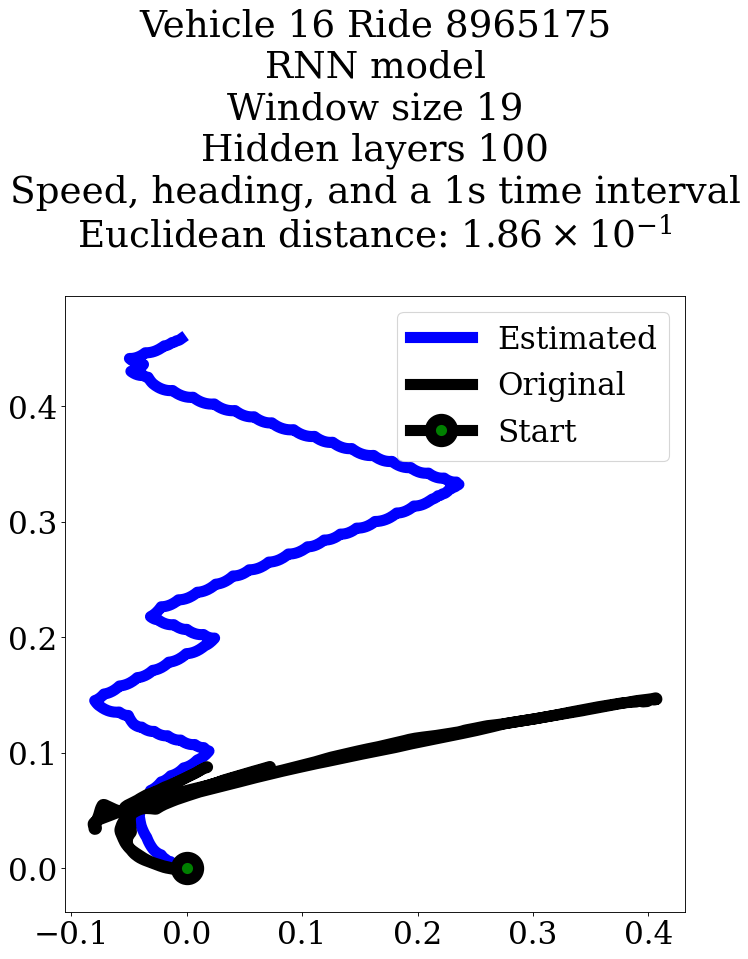 Vehicle 16 Ride 8965175
RNN model
Window size 19
Hidden layers 100
Speed, heading, and a 1s time interval
Euclidean distance: 1.86 × 10⁻¹
Estimated
Original
Start
0.4
0.3
0.2
0.1
0.0
−0.1 0.0 0.1 0.2 0.3 0.4